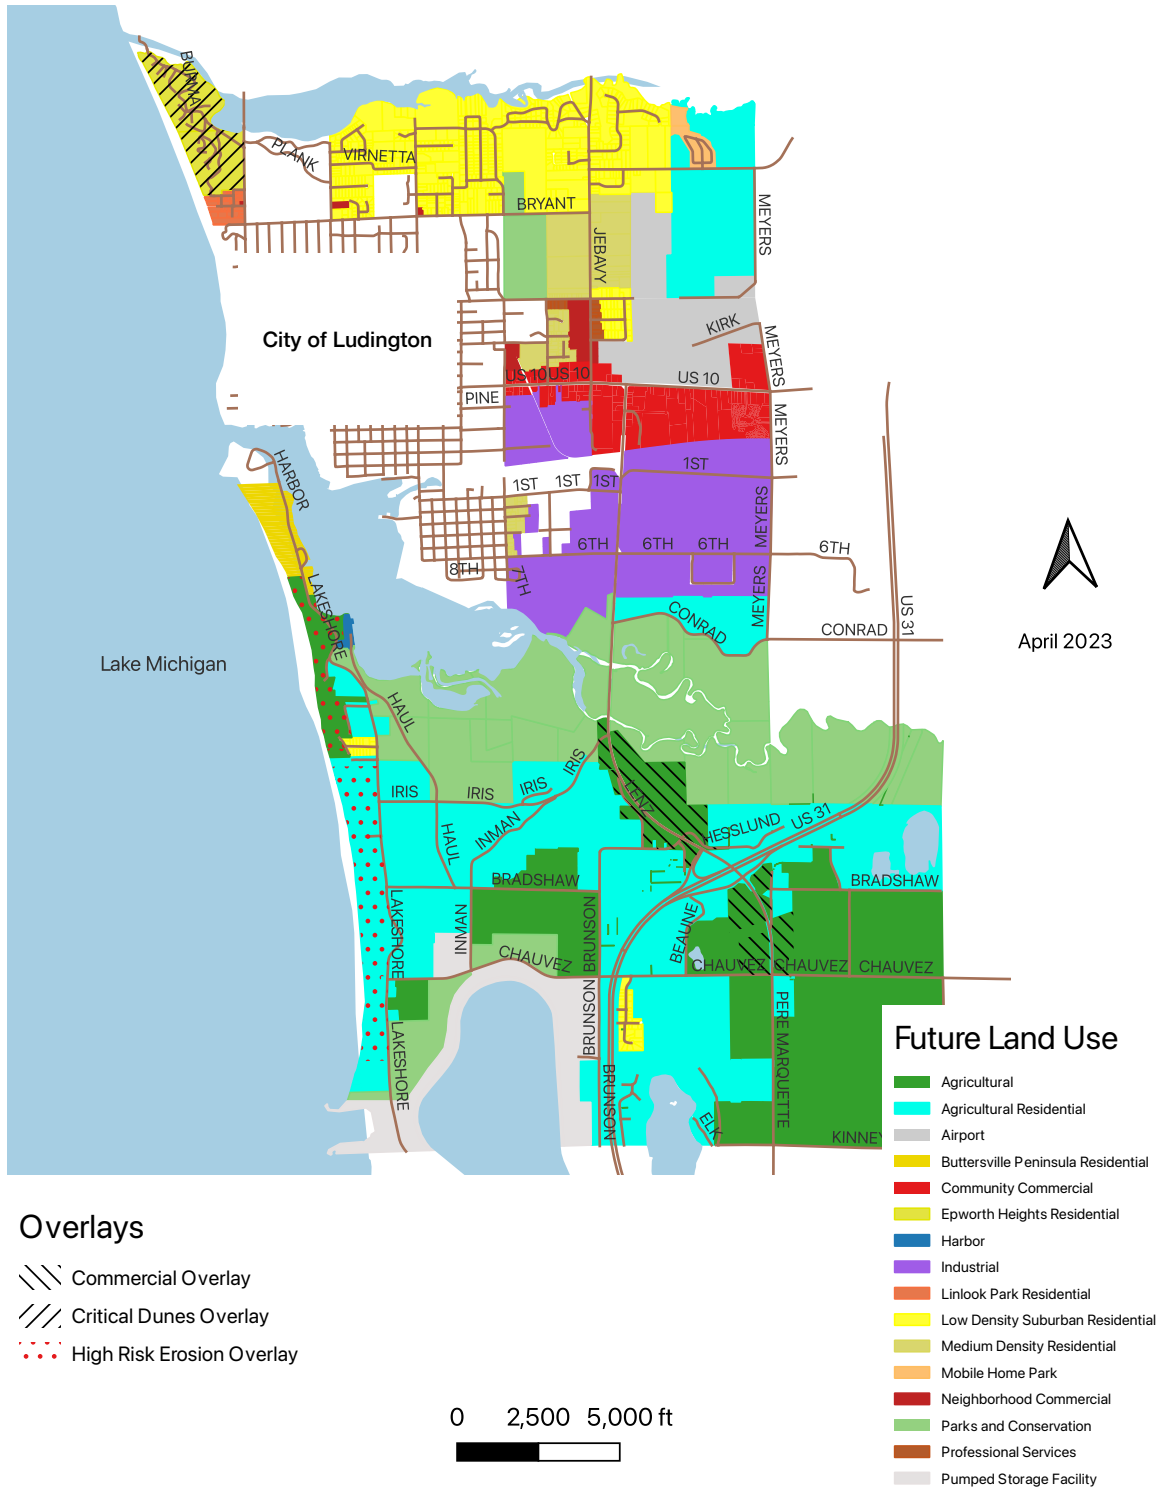 BURMA
PLANK
VIRNETTA
BRYANT
MEYERS
JEBAVY
City of Ludington
KIRK
MEYERS
US 10
US 10
US 10
PINE
MEYERS
HARBOR
1ST
1ST
1ST
1ST
MEYERS
6TH
6TH
6TH
6TH
8TH
7TH
MEYERS
LAKESHORE
CONRAD
CONRAD
US 31
April 2023
Lake Michigan
HAUL
IRIS
IRIS
IRIS
IRIS
LENZ
HESSLUND
US 31
INMAN
HAUL
BRADSHAW
BRADSHAW
LAKESHORE
INMAN
BRUNSON
BEAUNE
CHAUVEZ
CHAUVEZ
CHAUVEZ
CHAUVEZ
BRUNSON
PERE MARQUETTE
LAKESHORE
BRUNSON
ELK
KINNEY
Future Land Use
Agricultural
Agricultural Residential
Airport
Buttersville Peninsula Residential
Community Commercial
Epworth Heights Residential
Harbor
Industrial
Linlook Park Residential
Low Density Suburban Residential
Medium Density Residential
Mobile Home Park
Neighborhood Commercial
Parks and Conservation
Professional Services
Pumped Storage Facility
Overlays
Commercial Overlay
Critical Dunes Overlay
High Risk Erosion Overlay
0 2,500 5,000 ft